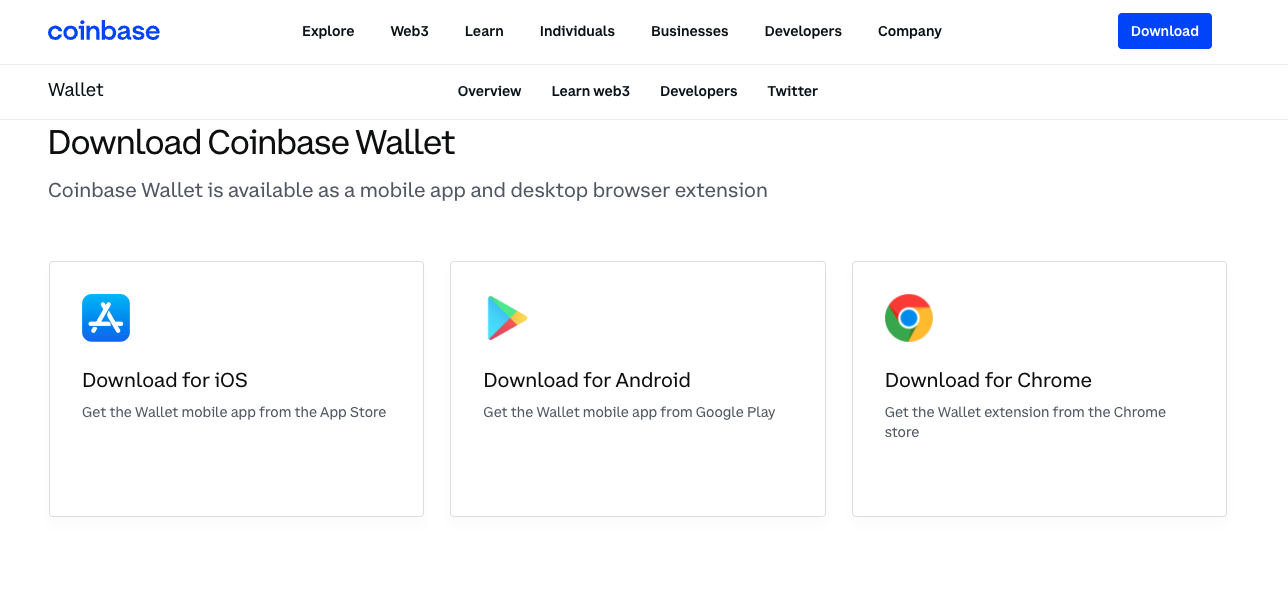 coinbase Explore Web3 Learn Individuals Businesses Developers Company Download
Wallet Overview Learn web3 Developers Twitter
Download Coinbase Wallet
Coinbase Wallet is available as a mobile app and desktop browser extension
Download for iOS
Get the Wallet mobile app from the App Store
Download for Android
Get the Wallet mobile app from Google Play
Download for Chrome
Get the Wallet extension from the Chrome
store